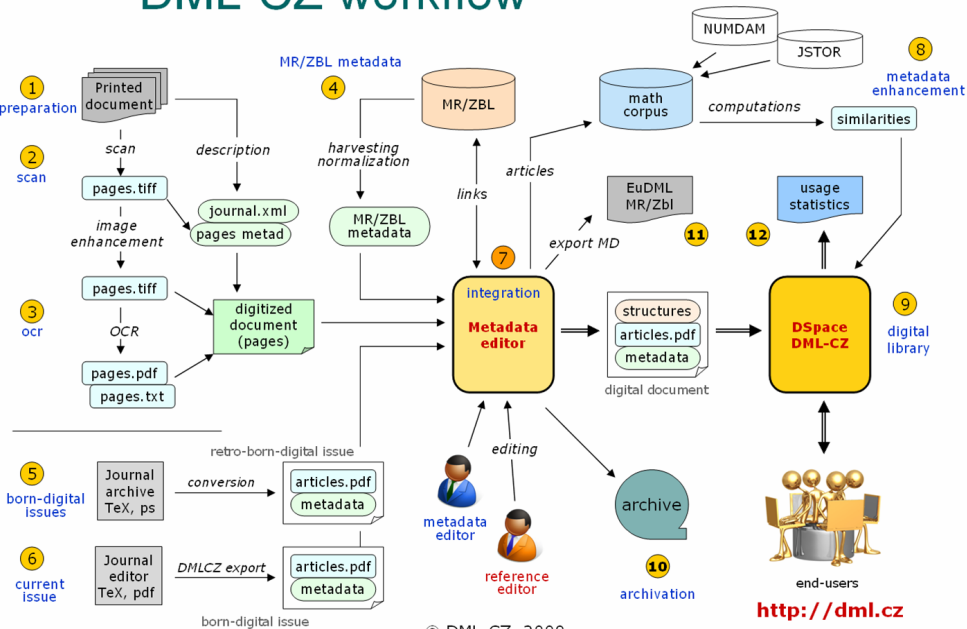 DML-CZ workflow
NUMDAM
JSTOR
8
metadata
enhancement
MR/ZBL metadata
4
1
preparation
Printed
document
MR/ZBL
math
corpus
computations
similarities
scan
description
harvesting
normalization
articles
2
scan
pages.tiff
links
EuDML
MR/Zbl
usage
statistics
journal.xml
pages metad
MR/ZBL
metadata
image
enhancement
export MD
11
12
7
pages.tiff
integration
Metadata
editor
3
ocr
OCR
digitized
document
(pages)
structures
articles.pdf
metadata
digital document
DSpace
DML-CZ
9
digital
library
pages.pdf
pages.txt
retro-born-digital issue
editing
5
born-digital
issues
Journal
archive
TeX, ps
conversion
articles.pdf
metadata
metadata
editor
archive
6
current
issue
Journal
editor
TeX, pdf
DMLCZ export
articles.pdf
metadata
reference
editor
10
archivation
end-users
http://dml.cz
born-digital issue